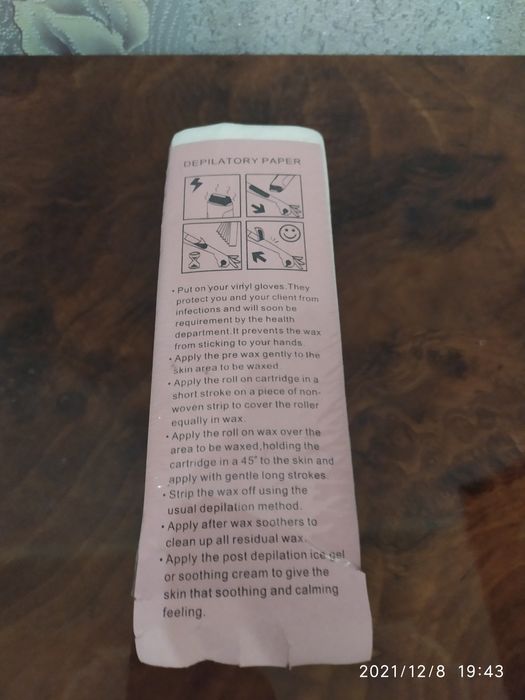 DEPILATORY PAPER
• Put on your vinyl gloves.They
protect you and your client from
infections and will soon be
requirement by the health
department.It prevents the wax
from sticking to your hands.
• Apply the pre wax gently to the
skin area to be waxed.
• Apply the roll on cartridge in a
short stroke on a piece of non-
woven strip to cover the roller
equally in wax.
• Apply the roll on wax over the
area to be waxed,holding the
cartridge in a 45° to the skin and
apply with gentle long strokes.
• Strip the wax off using the
usual depilation method.
• Apply after wax soothers to
clean up all residual wax.
• Apply the post depilation ice gel
or soothing cream to give the
skin that soothing and calming
feeling.
2021/12/8 19:43